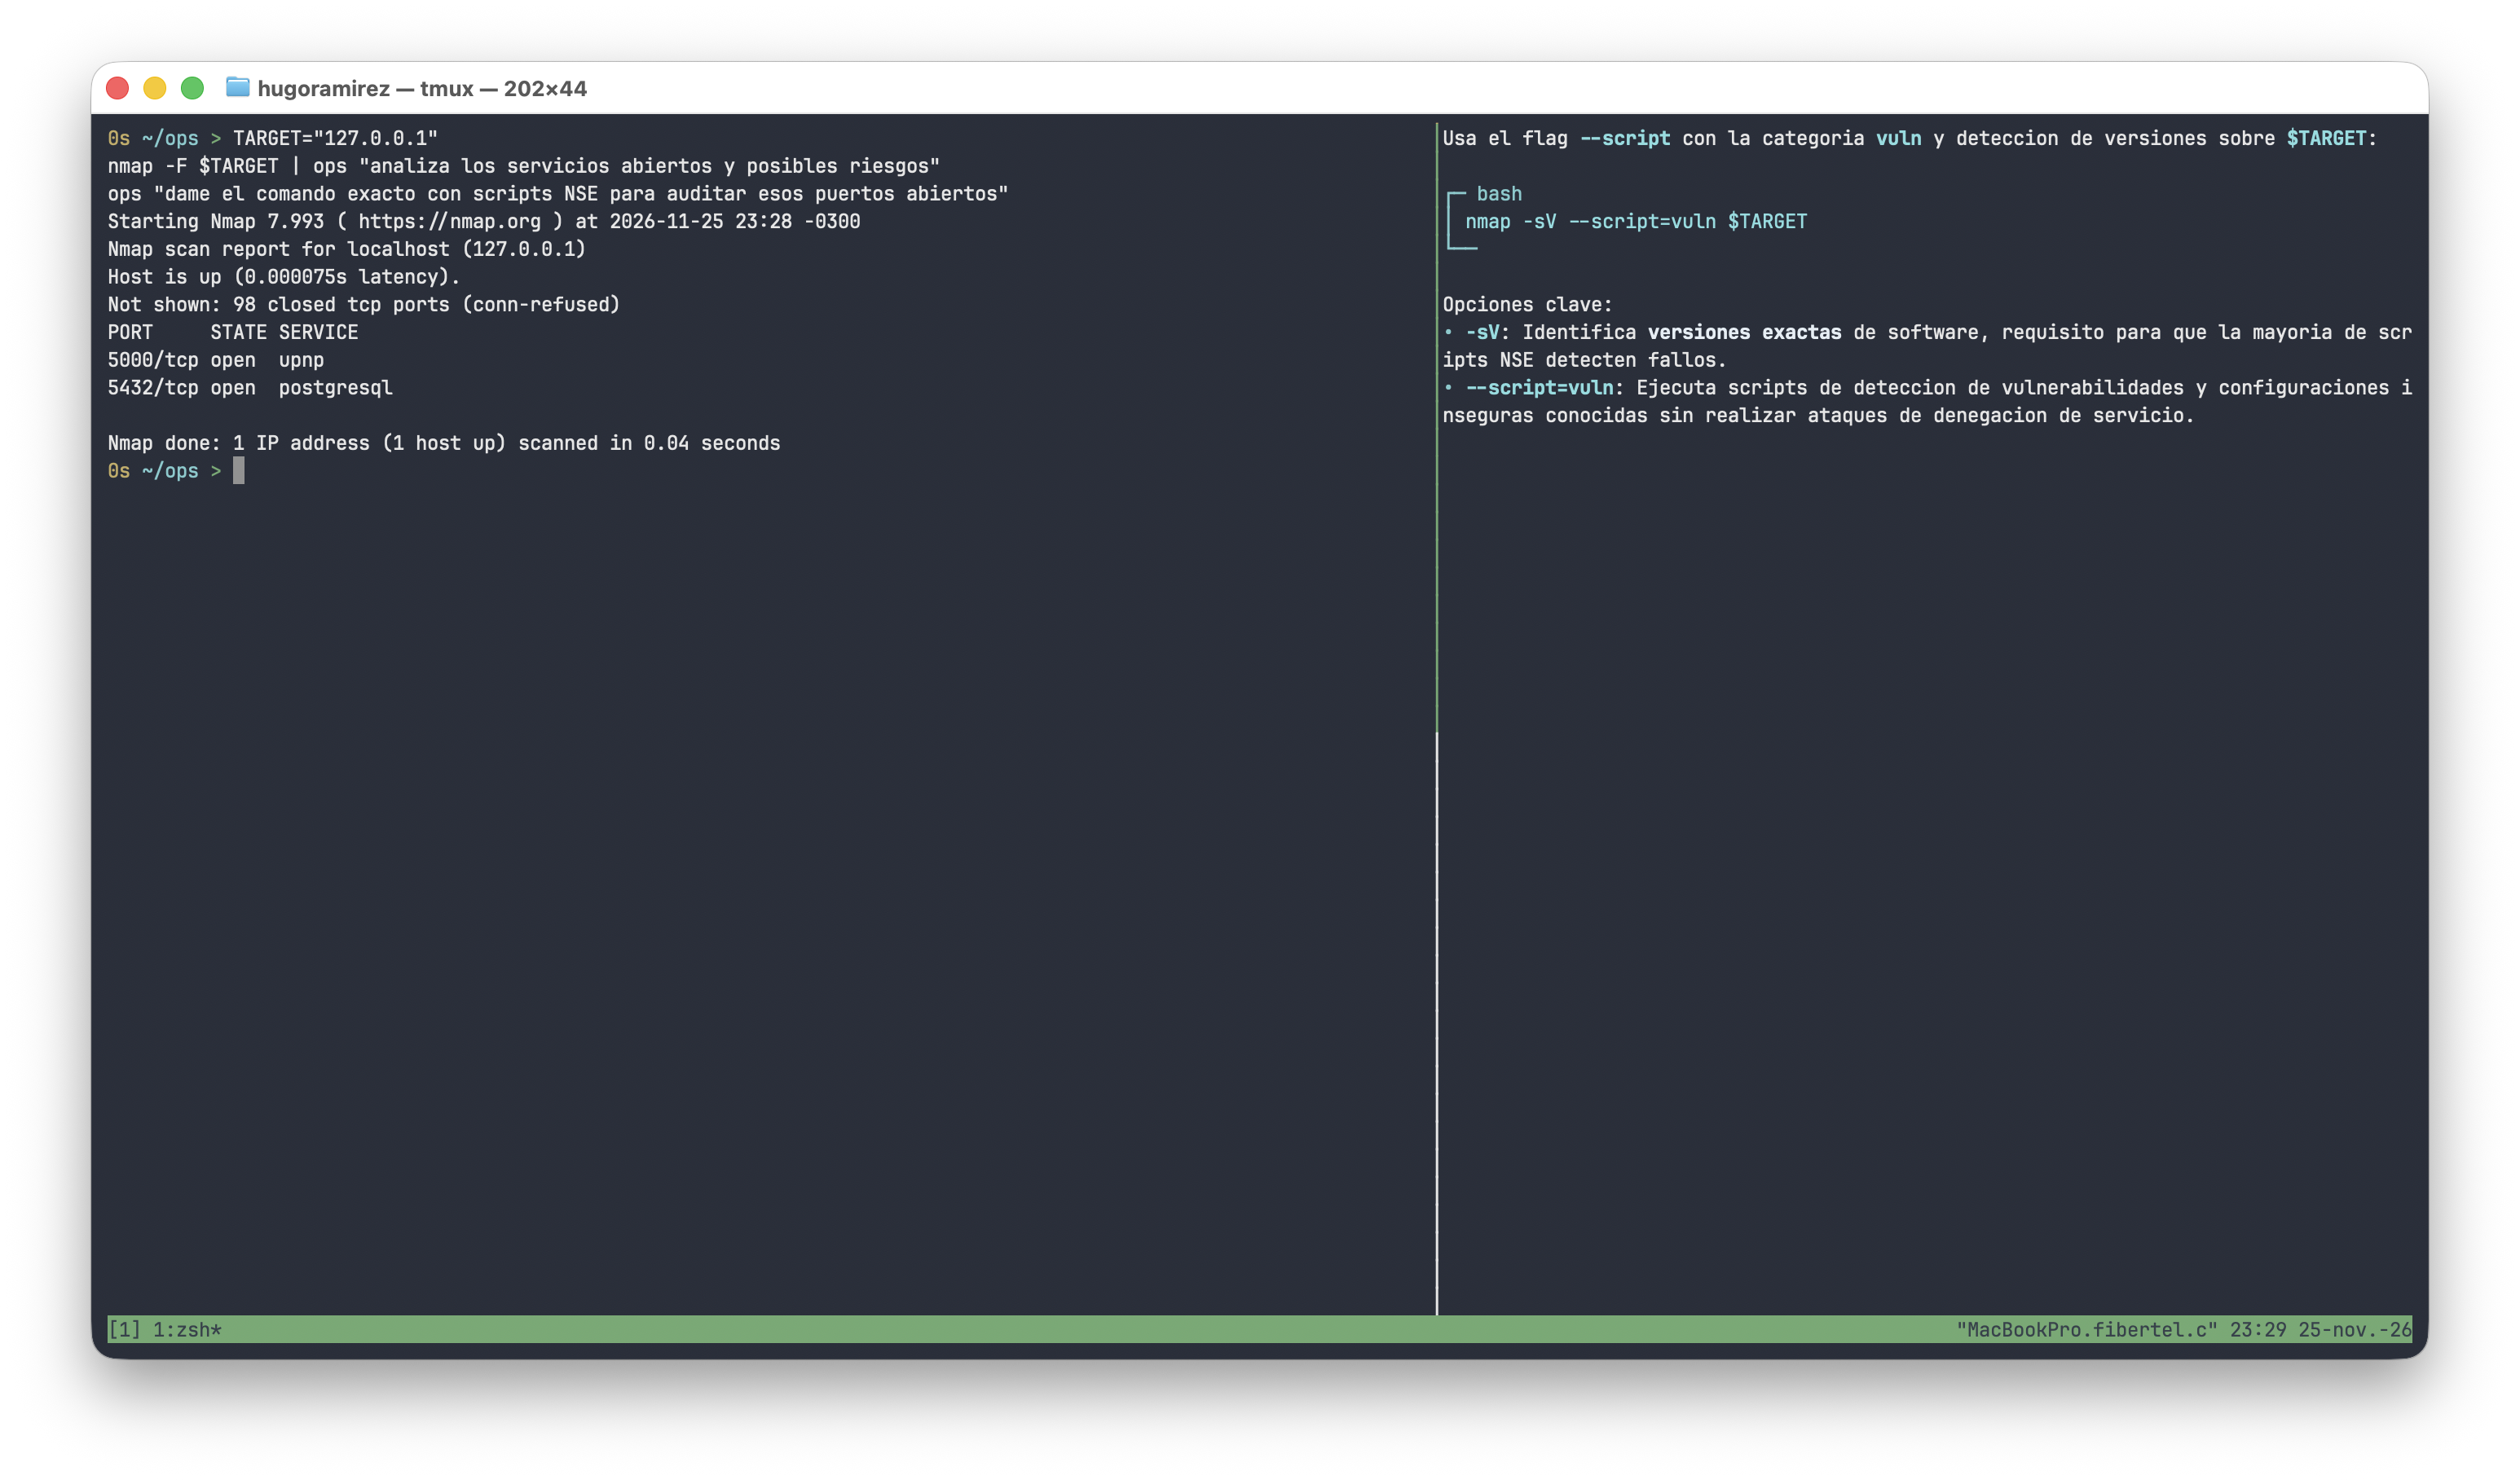 hugoramirez — tmux — 202×44
0s ~/ops > TARGET="127.0.0.1"
nmap -F $TARGET | ops "analiza los servicios abiertos y posibles riesgos"
ops "dame el comando exacto con scripts NSE para auditar esos puertos abiertos"
Starting Nmap 7.993 ( https://nmap.org ) at 2026-11-25 23:28 -0300
Nmap scan report for localhost (127.0.0.1)
Host is up (0.000075s latency).
Not shown: 98 closed tcp ports (conn-refused)
PORT     STATE SERVICE
5000/tcp open  upnp
5432/tcp open  postgresql
Nmap done: 1 IP address (1 host up) scanned in 0.04 seconds
0s ~/ops >
Usa el flag --script con la categoria vuln y deteccion de versiones sobre $TARGET:
bash
nmap -sV --script=vuln $TARGET
Opciones clave:
• -sV: Identifica versiones exactas de software, requisito para que la mayoria de scr
ipts NSE detecten fallos.
• --script=vuln: Ejecuta scripts de deteccion de vulnerabilidades y configuraciones i
nseguras conocidas sin realizar ataques de denegacion de servicio.
[1] 1:zsh*
"MacBookPro.fibertel.c" 23:29 25-nov.-26